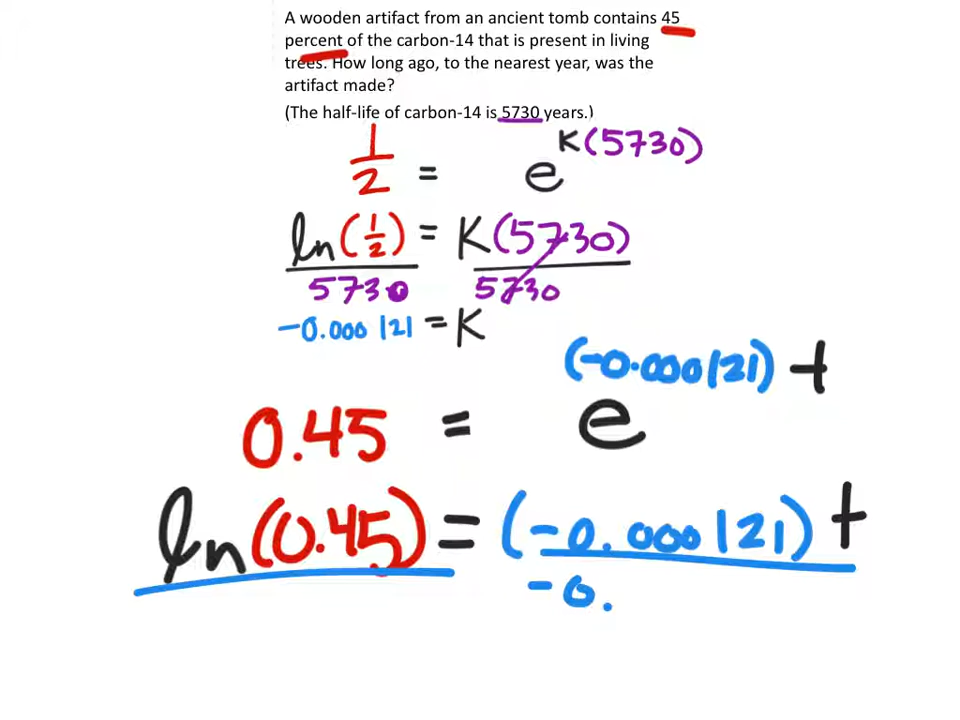 A wooden artifact from an ancient tomb contains 45
percent of the carbon-14 that is present in living
trees. How long ago, to the nearest year, was the
artifact made?
(The half-life of carbon-14 is 5730 years.)
1/2 = e^K(5730)
ln(1/2) = K(5730)
5730 5730
-0.000121 = K
0.45 = e^(-0.000121)t
ln(0.45) = (-0.000121)t
-0.